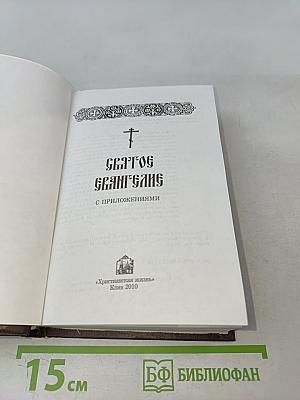 СВЯТОЕ
ЕВАНГЕЛИЕ
С ПРИЛОЖЕНИЯМИ
«Христианская жизнь»
Клин 2010
15 см
БФ БИБЛИОФАН